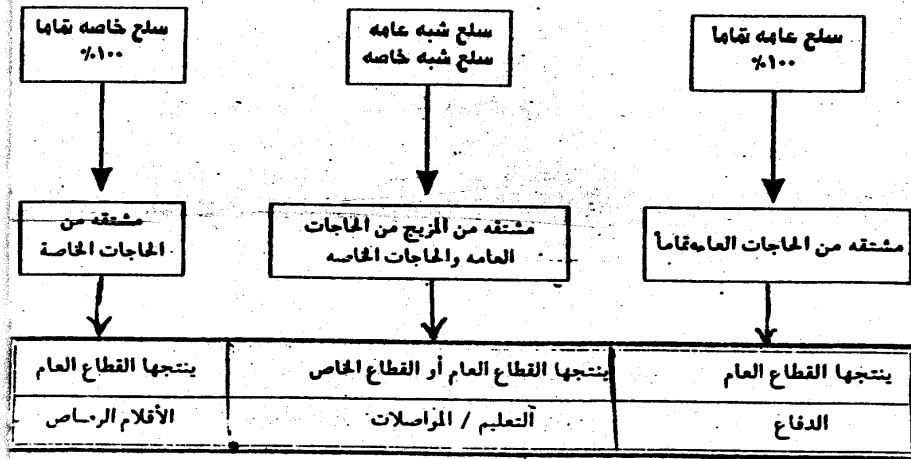 سلع عامه تماما
١٠٠٪
سلع شبه عامه
سلع شبه خاصه
سلع خاصه تماما
١٠٠٪
مشتقه من الحاجات العامه تماماً
مشتقه من المزيج من الحاجات
العامه والحاجات الخاصه
مشتقه من
الحاجات الخاصة
ينتجها القطاع العام
ينتجها القطاع العام أو القطاع الخاص
ينتجها القطاع العام
الدفاع
التعليم / المواصلات
الأقلام الرصاص